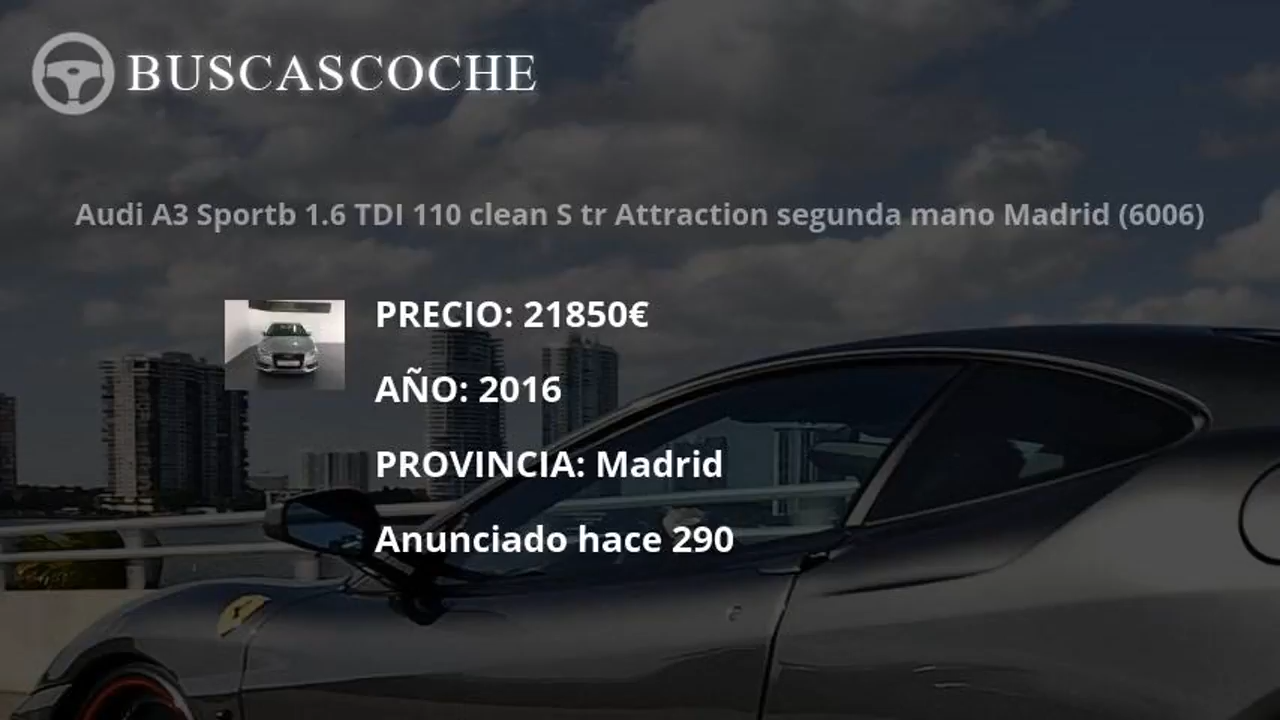 BUSCASCOCHE
Audi A3 Sportb 1.6 TDI 110 clean S tr Attraction segunda mano Madrid (6006)
PRECIO: 21850€
AÑO: 2016
PROVINCIA: Madrid
Anunciado hace 290